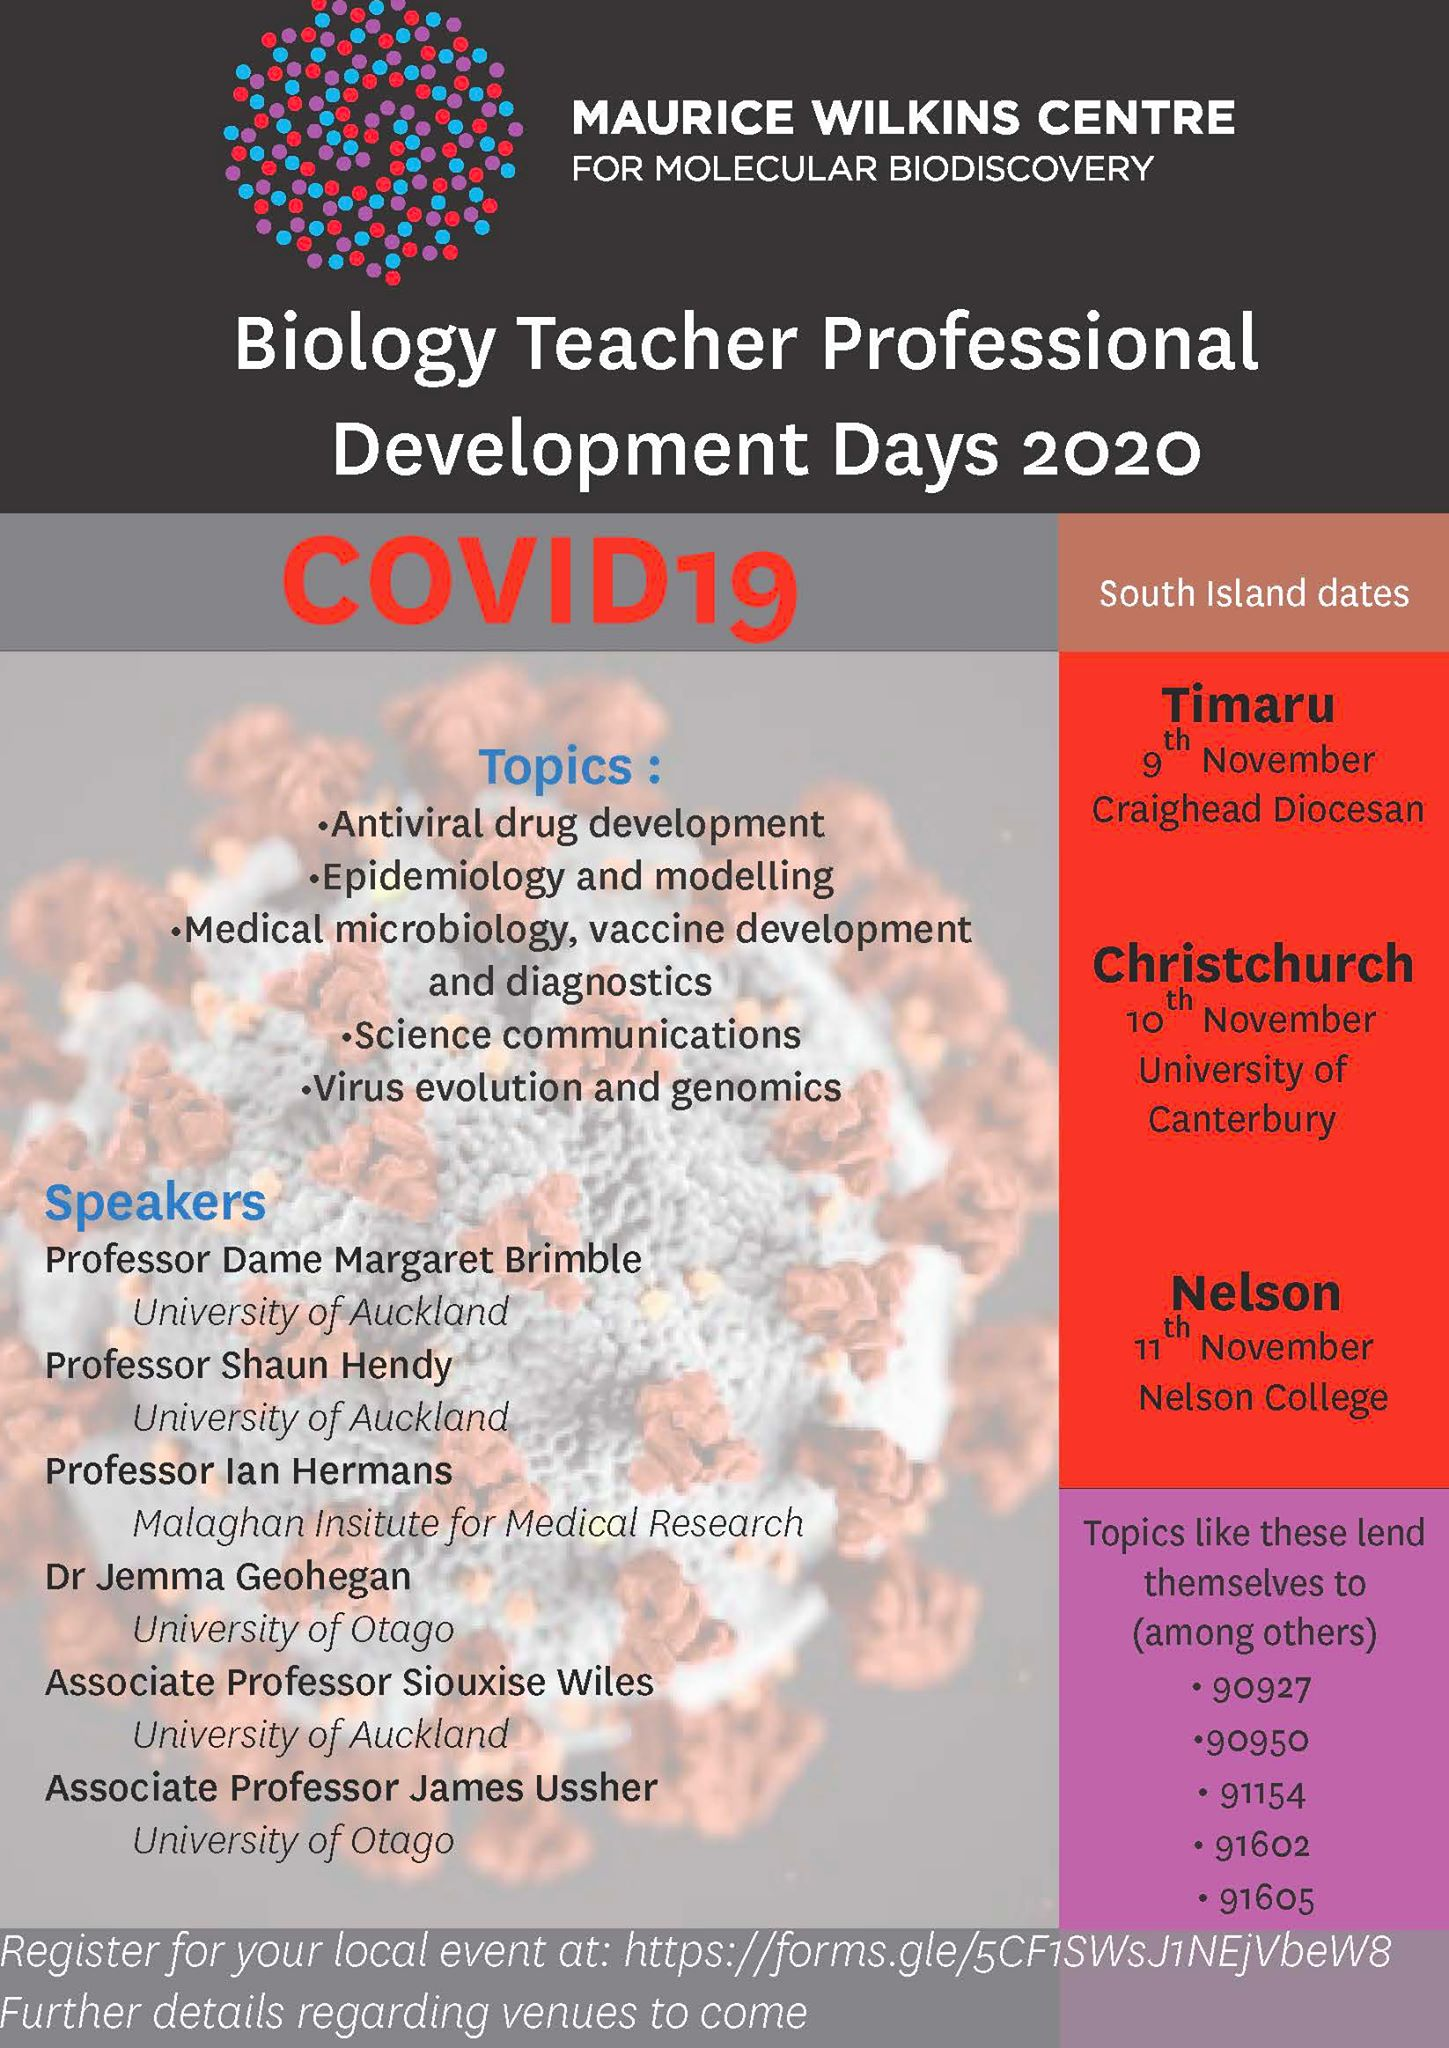 MAURICE WILKINS CENTRE
FOR MOLECULAR BIODISCOVERY
Biology Teacher Professional
Development Days 2020
COVID19
South Island dates
Topics :
•Antiviral drug development
•Epidemiology and modelling
•Medical microbiology, vaccine development
and diagnostics
•Science communications
•Virus evolution and genomics
Speakers
Professor Dame Margaret Brimble
University of Auckland
Professor Shaun Hendy
University of Auckland
Professor Ian Hermans
Malaghan Insitute for Medical Research
Dr Jemma Geohegan
University of Otago
Associate Professor Siouxise Wiles
University of Auckland
Associate Professor James Ussher
University of Otago
Timaru
9th November
Craighead Diocesan
Christchurch
10th November
University of
Canterbury
Nelson
11th November
Nelson College
Topics like these lend
themselves to
(among others)
• 90927
•90950
• 91154
• 91602
• 91605
Register for your local event at: https://forms.gle/5CF1SWsJ1NEjVbeW8
Further details regarding venues to come